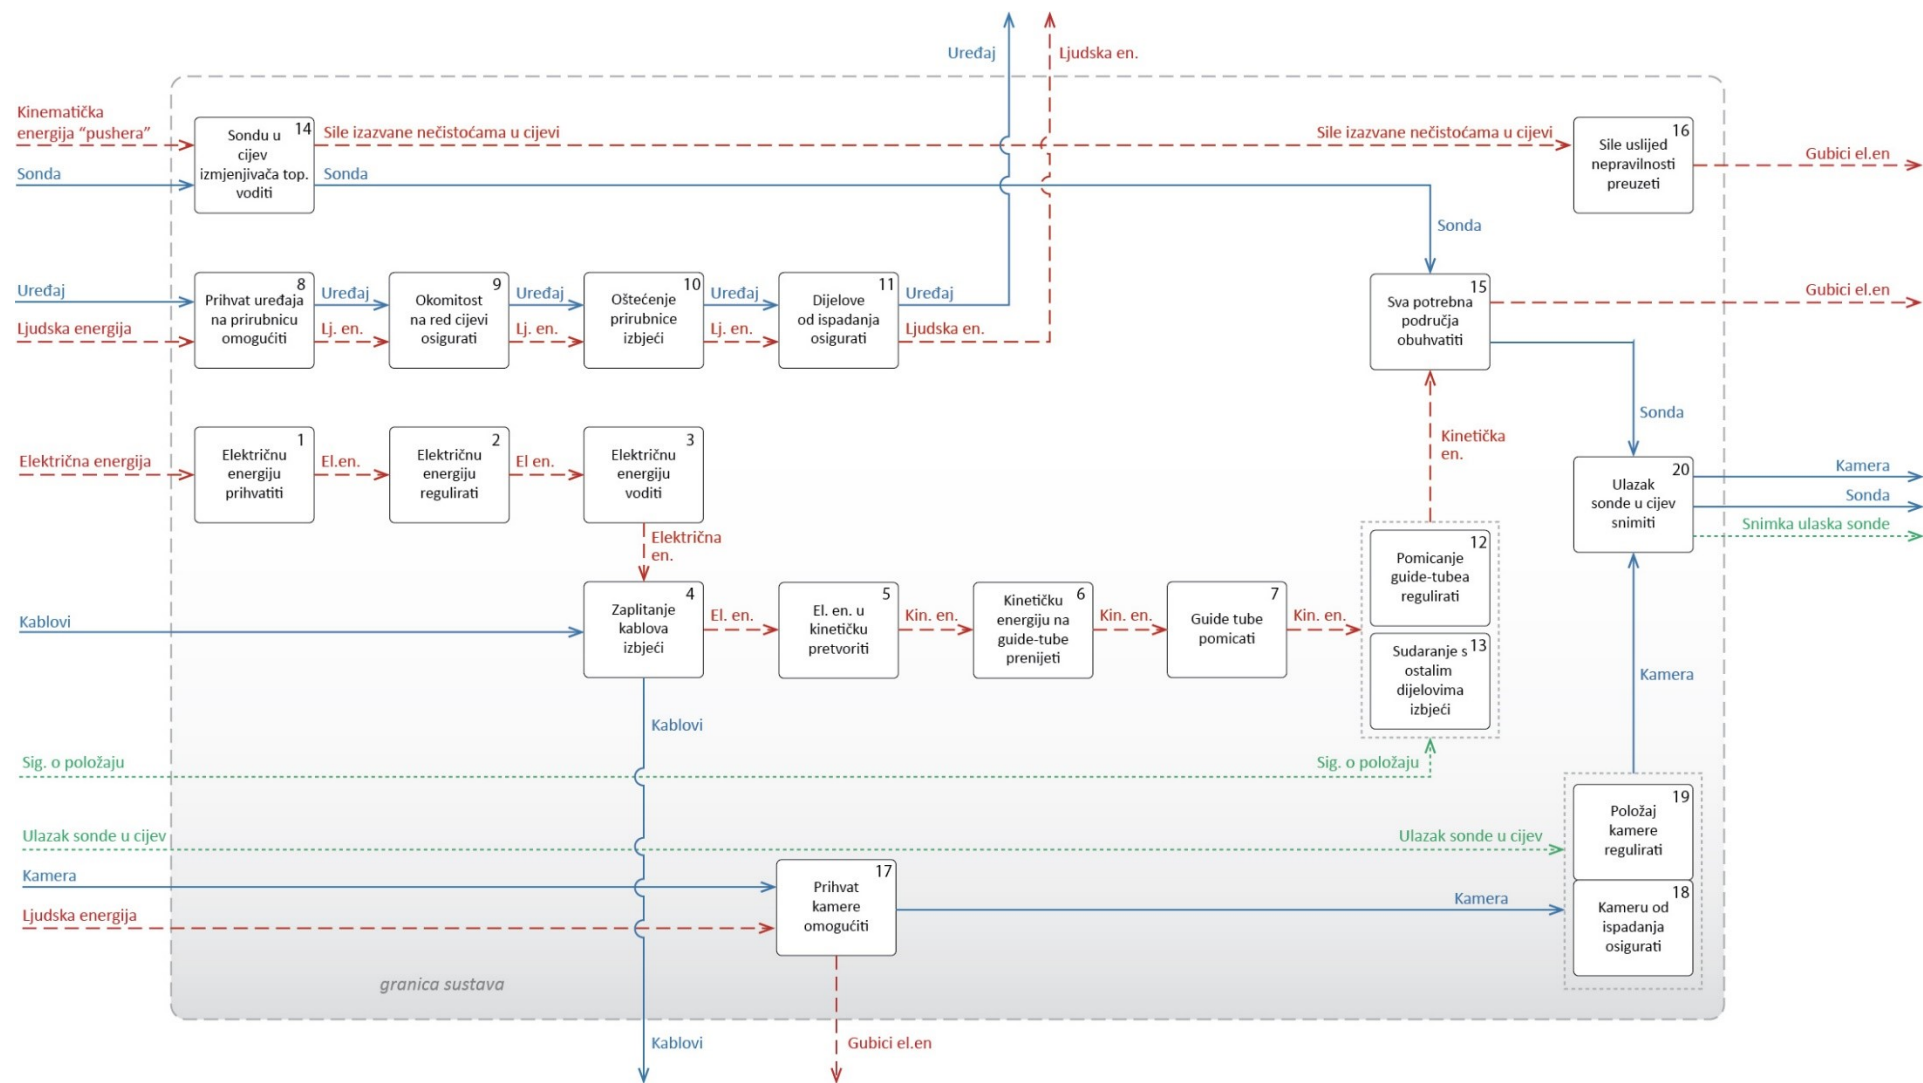 Uređaj
Ljudska en.
Kinematička
energija “pushera”
14
Sondu u
cijev
izmjenjivača top.
voditi
Sile izazvane nečistoćama u cijevi
Sile izazvane nečistoćama u cijevi
16
Sile uslijed
nepravilnosti
preuzeti
Gubici el.en
Sonda
Sonda
Sonda
Uređaj
Ljudska energija
8
Prihvat uređaja
na prirubnicu
omogućiti
Uređaj
Lj. en.
9
Okomitost
na red cijevi
osigurati
Uređaj
Lj. en.
10
Oštećenje
prirubnice
izbjeći
Uređaj
Lj. en.
11
Dijelove
od ispadanja
osigurati
Uređaj
Ljudska en.
15
Sva potrebna
područja
obuhvatiti
Gubici el.en
Sonda
Kinetička
en.
Električna energija
1
Električnu
energiju
prihvatiti
El.en.
2
Električnu
energiju
regulirati
El en.
3
Električnu
energiju
voditi
Električna
en.
20
Ulazak
sonde u cijev
snimiti
Kamera
Sonda
Snimka ulaska sonde
Kablovi
4
Zaplitanje
kablova
izbjeći
El. en.
5
El. en. u
kinetičku
pretvoriti
Kin. en.
6
Kinetičku
energiju na
guide-tube
prenijeti
Kin. en.
7
Guide tube
pomicati
Kin. en.
12
Pomicanje
guide-tubea
regulirati
13
Sudaranje s
ostalim
dijelovima
izbjeći
Kamera
Kablovi
Sig. o položaju
Sig. o položaju
Ulazak sonde u cijev
Ulazak sonde u cijev
19
Položaj
kamere
regulirati
Kamera
Ljudska energija
17
Prihvat
kamere
omogućiti
Kamera
18
Kameru od
ispadanja
osigurati
granica sustava
Kablovi
Gubici el.en